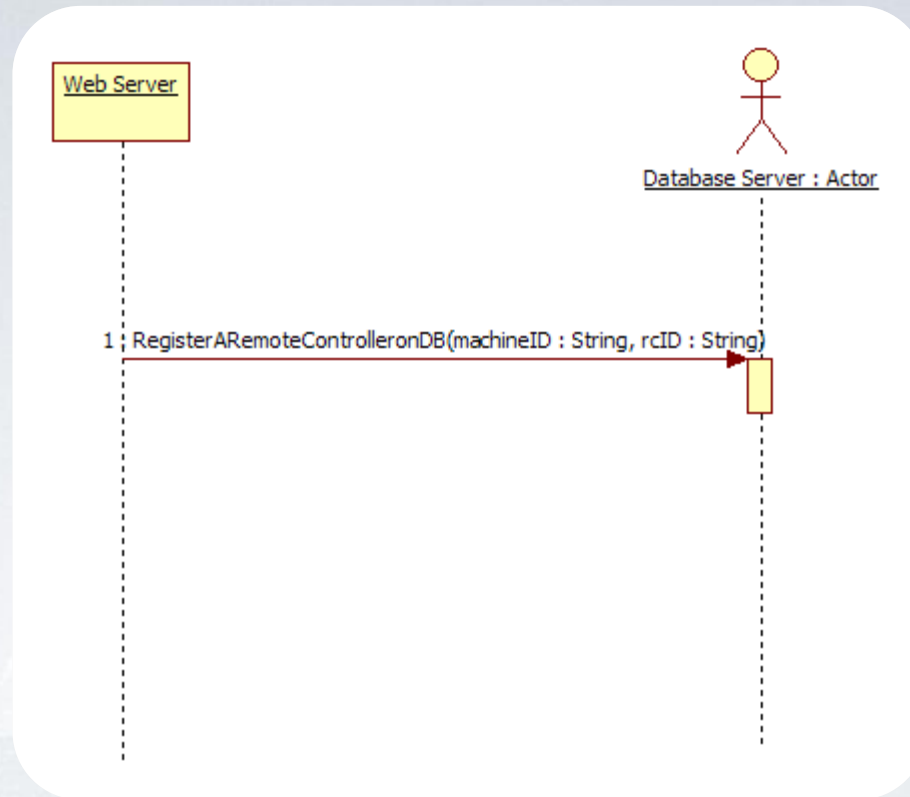 Web Server
Database Server : Actor
1 : RegisterARemoteControlleronDB(machineID : String, rcID : String)